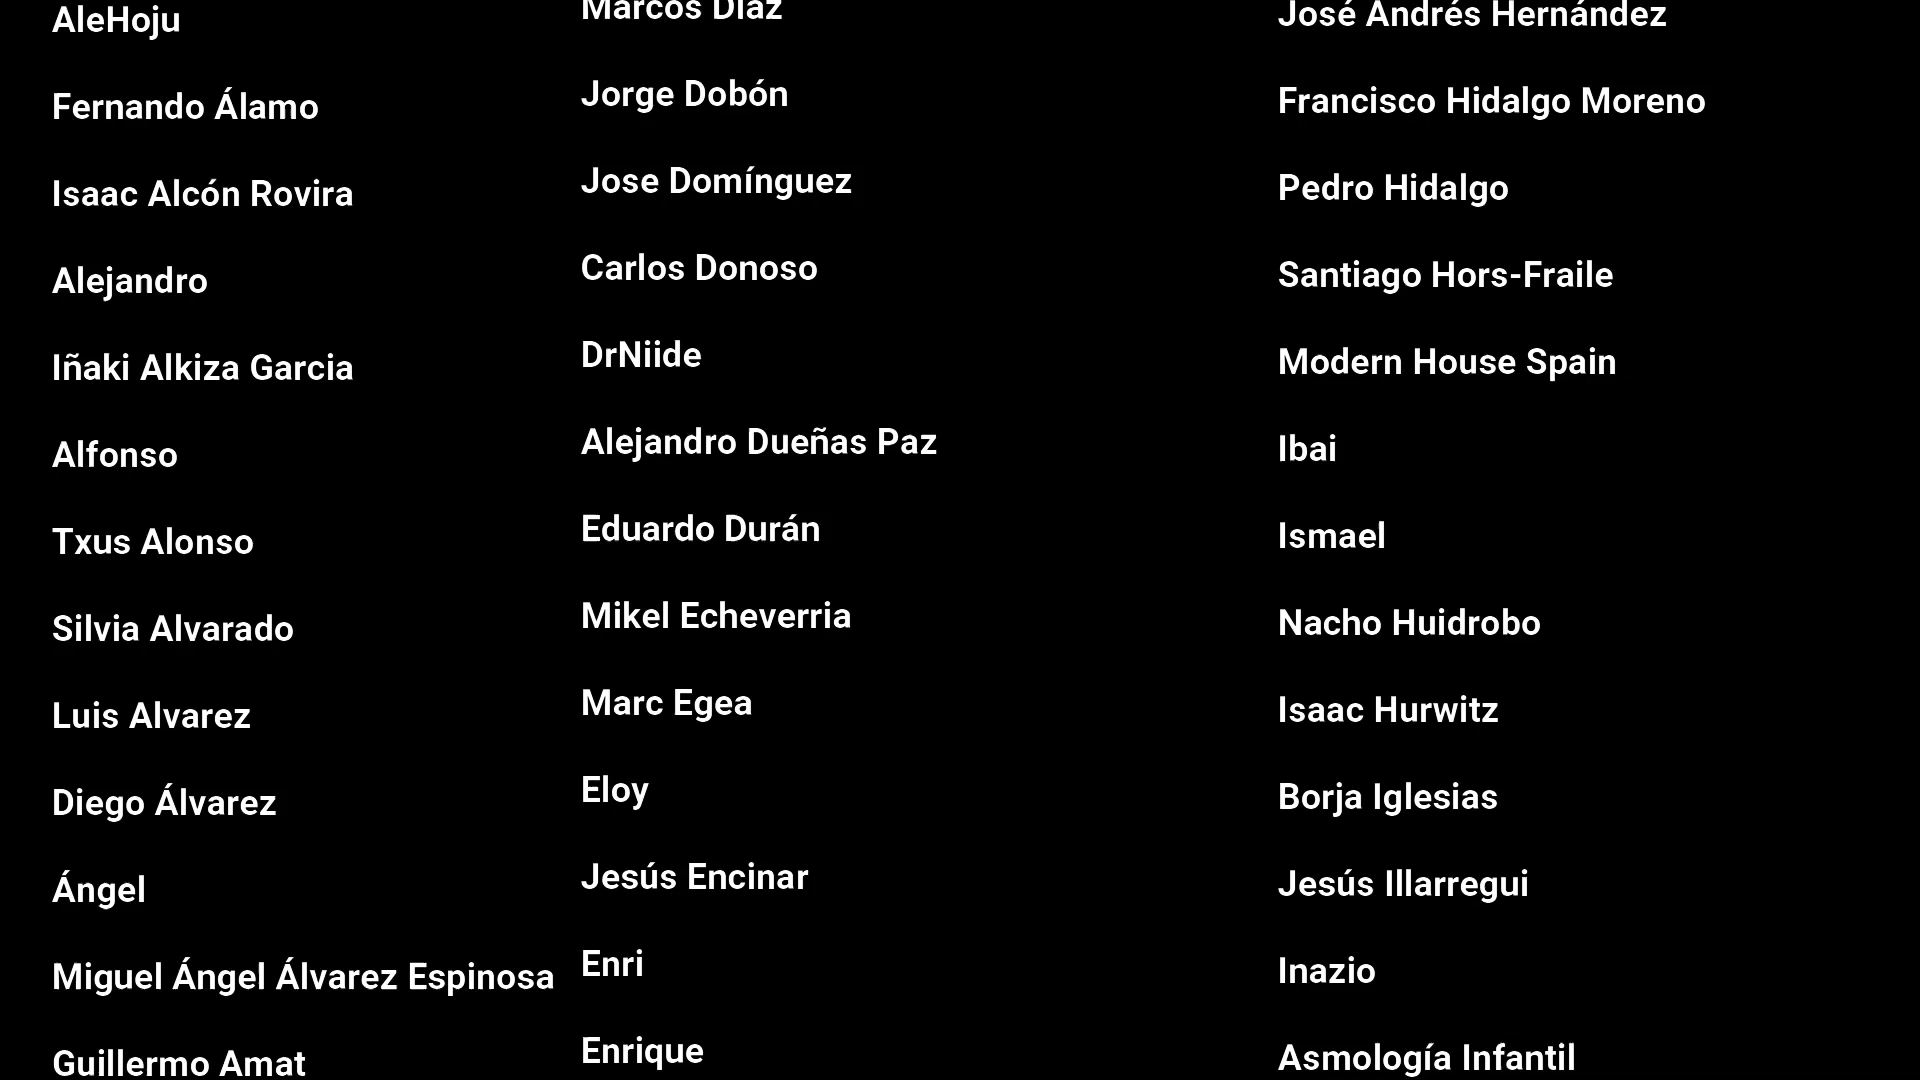 AleHoju
Fernando Álamo
Isaac Alcón Rovira
Alejandro
Iñaki Alkiza Garcia
Alfonso
Txus Alonso
Silvia Alvarado
Luis Alvarez
Diego Álvarez
Ángel
Miguel Ángel Álvarez Espinosa
Guillermo Amat
Marcos Díaz
Jorge Dobón
Jose Domínguez
Carlos Donoso
DrNiide
Alejandro Dueñas Paz
Eduardo Durán
Mikel Echeverria
Marc Egea
Eloy
Jesús Encinar
Enri
Enrique
José Andrés Hernández
Francisco Hidalgo Moreno
Pedro Hidalgo
Santiago Hors-Fraile
Modern House Spain
Ibai
Ismael
Nacho Huidrobo
Isaac Hurwitz
Borja Iglesias
Jesús Illarregui
Inazio
Asmología Infantil